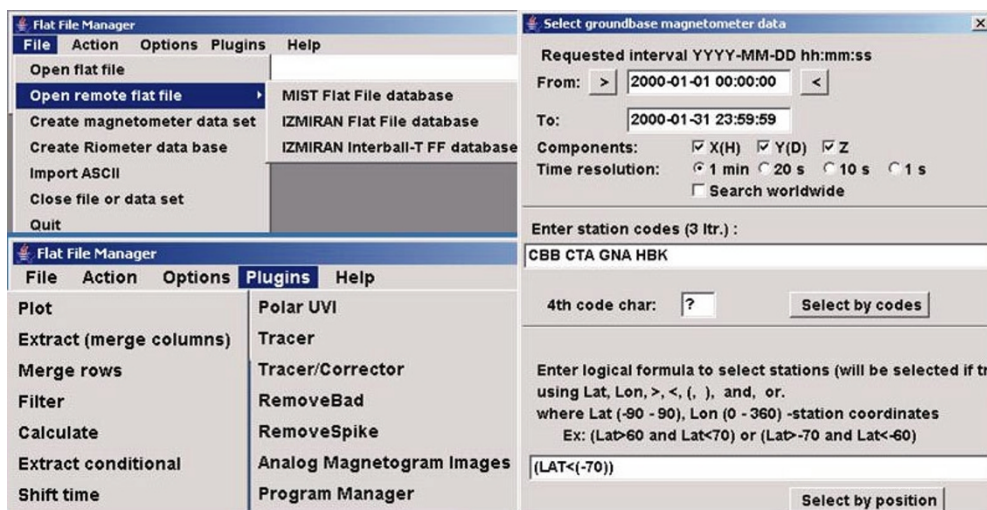 Flat File Manager
File Action Options Plugins Help
Open flat file
Open remote flat file
MIST Flat File database
Create magnetometer data set
IZMIRAN Flat File database
Create Riometer data base
IZMIRAN Interball-T FF database
Import ASCII
Close file or data set
Quit
Flat File Manager
File Action Options Plugins Help
Plot
Extract (merge columns)
Merge rows
Filter
Calculate
Extract conditional
Shift time
Polar UVI
Tracer
Tracer/Corrector
RemoveBad
RemoveSpike
Analog Magnetogram Images
Program Manager
Select groundbase magnetometer data
Requested interval YYYY-MM-DD hh:mm:ss
From: > 2000-01-01 00:00:00 <
To: 2000-01-31 23:59:59
Components: X(H) Y(D) Z
Time resolution: 1 min 20 s 10 s 1 s
Search worldwide
Enter station codes (3 ltr.) :
CBB CTA GNA HBK
4th code char: ? Select by codes
Enter logical formula to select stations (will be selected if tr
using Lat, Lon, >, <, (, ), and, or.
where Lat (-90 - 90), Lon (0 - 360) -station coordinates
Ex: (Lat>60 and Lat<70) or (Lat>-70 and Lat<-60)
(LAT<(-70))
Select by position